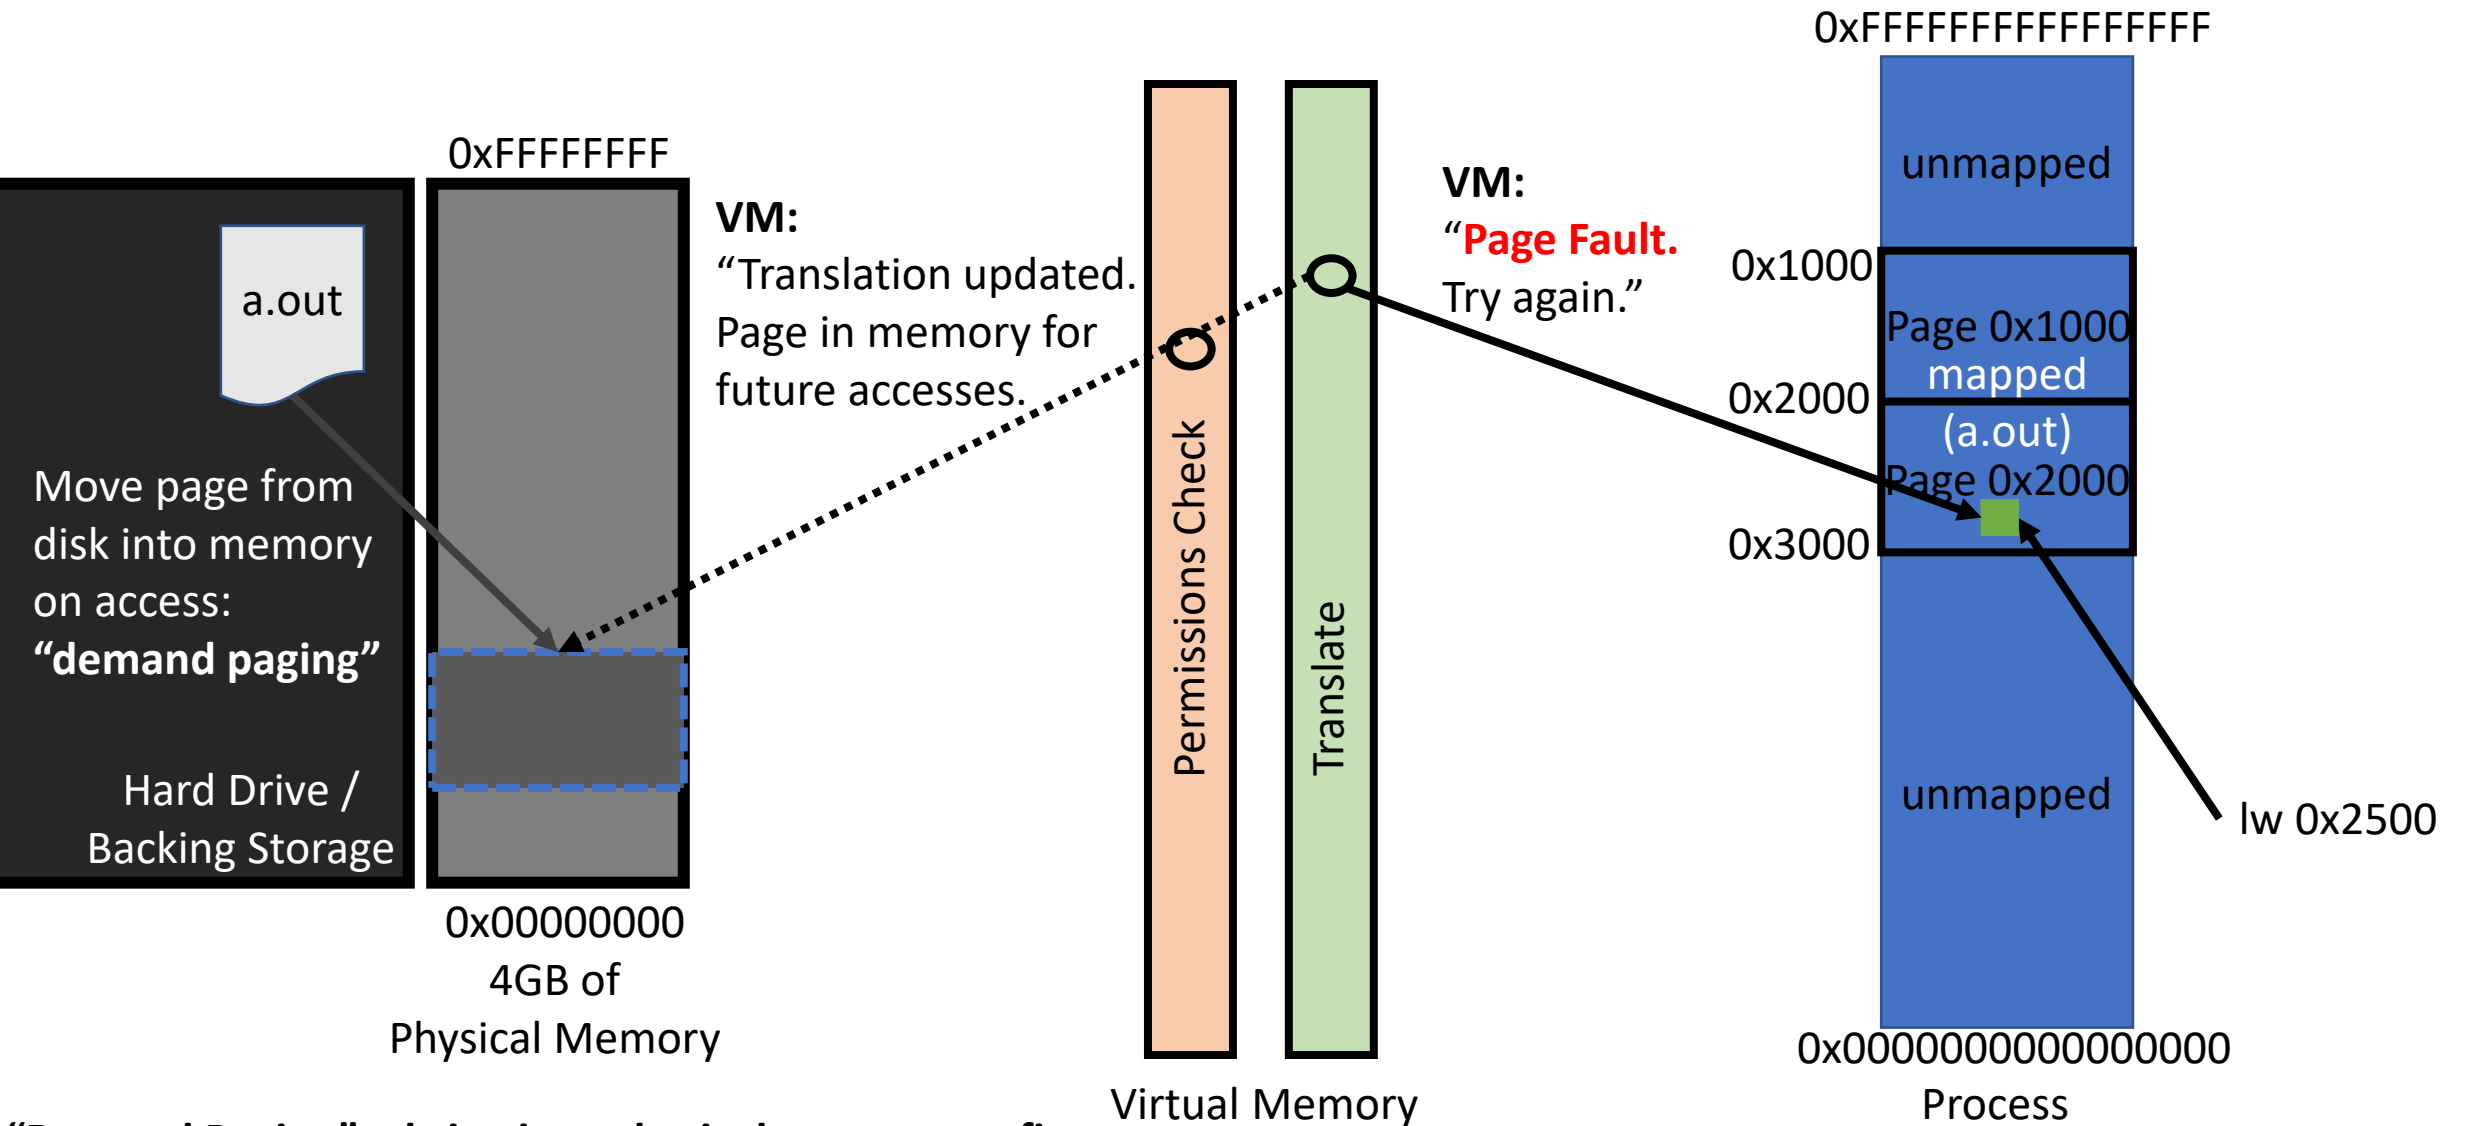 0xFFFFFFFFFFFFFFFF
0xFFFFFFFF
a.out
Move page from
disk into memory
on access:
“demand paging”
Hard Drive /
Backing Storage
VM:
“Translation updated.
Page in memory for
future accesses.
0x00000000
4GB of
Physical Memory
Permissions Check
Translate
Virtual Memory
VM:
“Page Fault.
Try again.”
unmapped
0x1000
Page 0x1000
mapped
0x2000
(a.out)
Page 0x2000
0x3000
unmapped
lw 0x2500
0x0000000000000000
Process